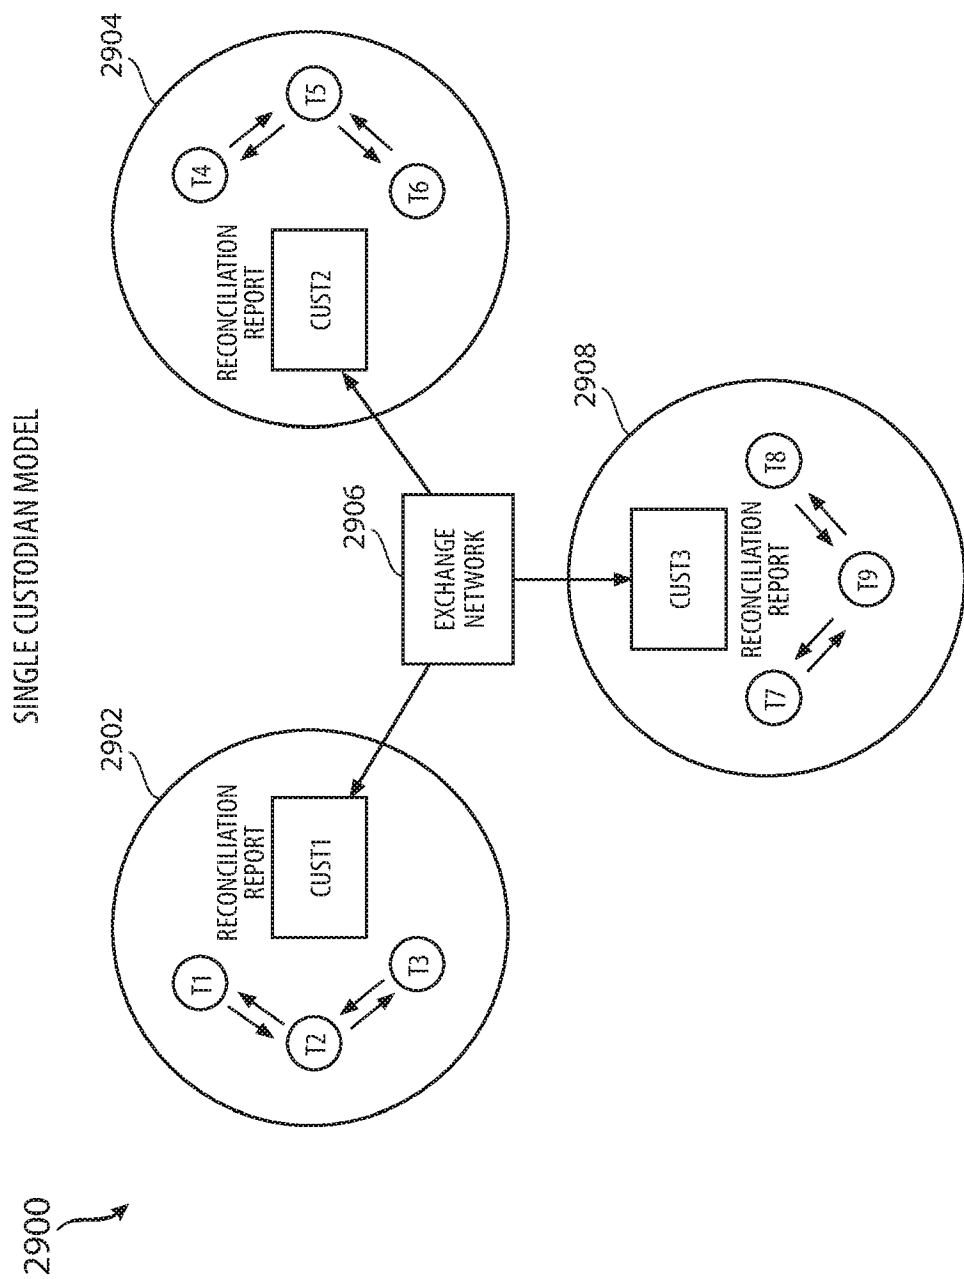 2900
SINGLE CUSTODIAN MODEL
2902
2904
T1
T2
T3
RECONCILIATION
REPORT
CUST1
2906
EXCHANGE
NETWORK
RECONCILIATION
REPORT
CUST2
T4
T5
T6
2908
CUST3
RECONCILIATION
REPORT
T7
T8
T9